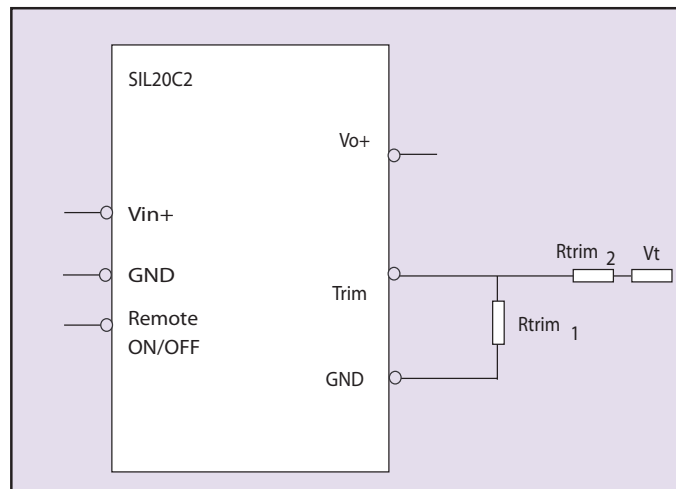 SIL20C2
Vo+
Vin+
GND
Remote
ON/OFF
Trim
GND
Rtrim 2
Vt
Rtrim 1